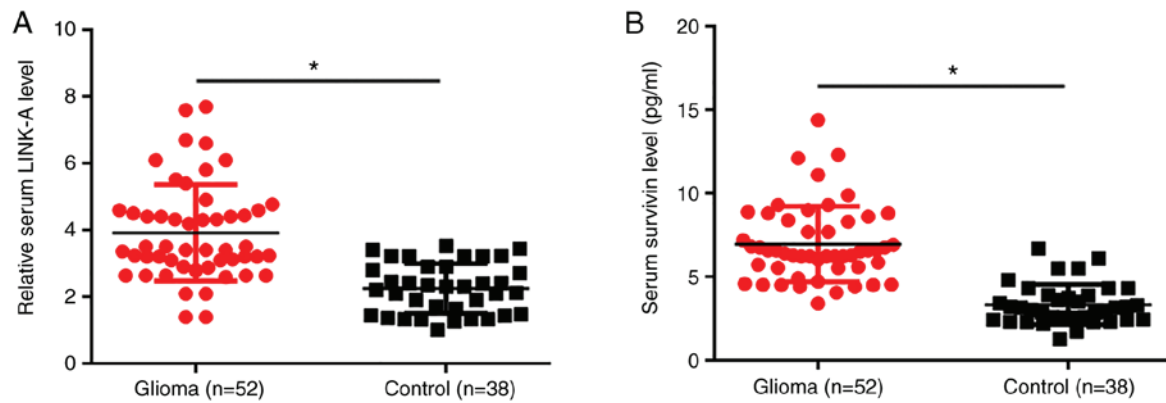 A
Relative serum LINK-A level
10
8
6
4
2
0
*
Glioma (n=52)
Control (n=38)
B
Serum survivin level (pg/ml)
20
15
10
5
0
*
Glioma (n=52)
Control (n=38)